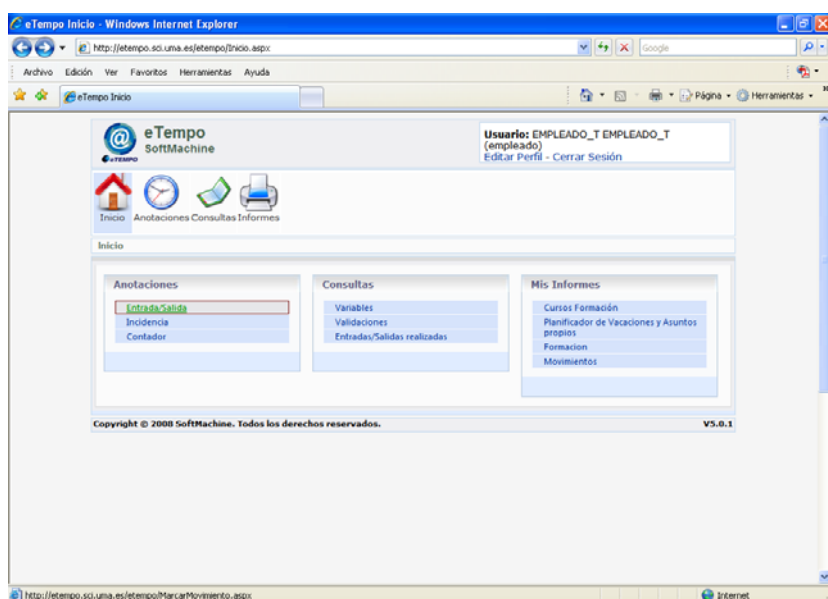 eTempo Inicio - Windows Internet Explorer
http://etempo.sci.uma.es/etempo/Inicio.aspx
Google
Archivo Edición Ver Favoritos Herramientas Ayuda
eTempo Inicio
Página
Herramientas
eTempo
SoftMachine
eTEMPO
Usuario: EMPLEADO_T EMPLEADO_T
(empleado)
Editar Perfil - Cerrar Sesión
Inicio Anotaciones Consultas Informes
Inicio
Anotaciones
Entrada/Salida
Incidencia
Contador
Consultas
Variables
Validaciones
Entradas/Salidas realizadas
Mis Informes
Cursos Formación
Planificador de Vacaciones y Asuntos
propios
Formacion
Movimientos
Copyright © 2008 SoftMachine. Todos los derechos reservados.
V5.0.1
http://etempo.sci.uma.es/etempo/MarcarMovimiento.aspx
Internet